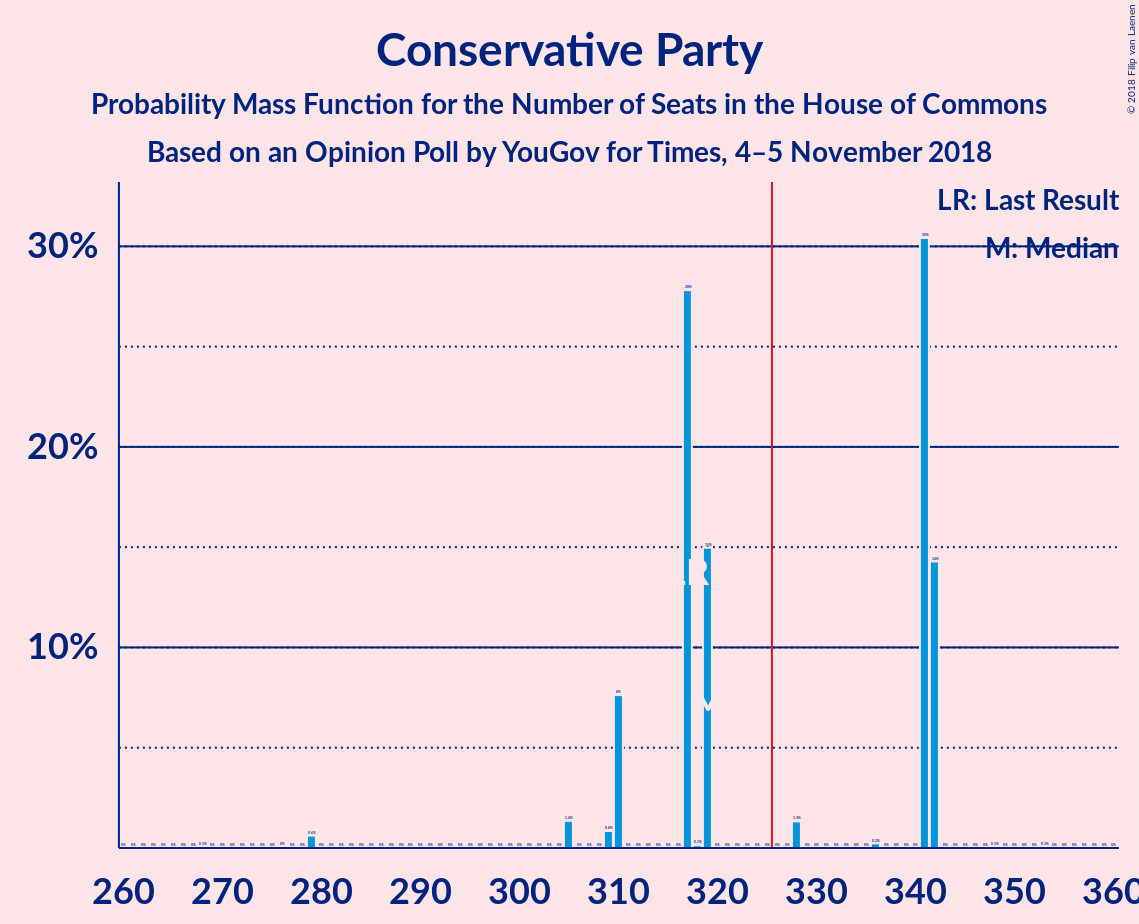 Conservative Party
Probability Mass Function for the Number of Seats in the House of Commons
Based on an Opinion Poll by YouGov for Times, 4–5 November 2018
© 2018 Filip van Laenen
LR: Last Result
M: Median
30%
20%
10%
260 270 280 290 300 310 320 330 340 350 360